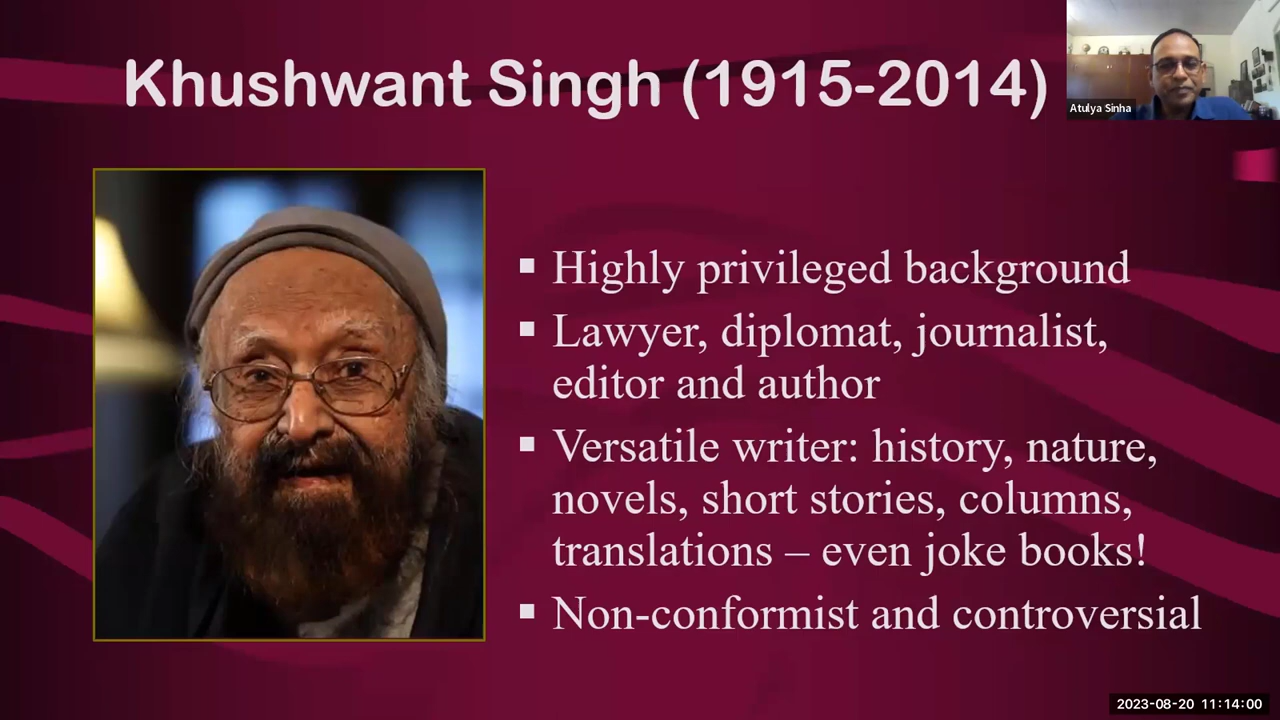 Khushwant Singh (1915-2014)
Atulya Sinha
▪ Highly privileged background
▪ Lawyer, diplomat, journalist,
editor and author
▪ Versatile writer: history, nature,
novels, short stories, columns,
translations – even joke books!
▪ Non-conformist and controversial
2023-08-20 11:14:00